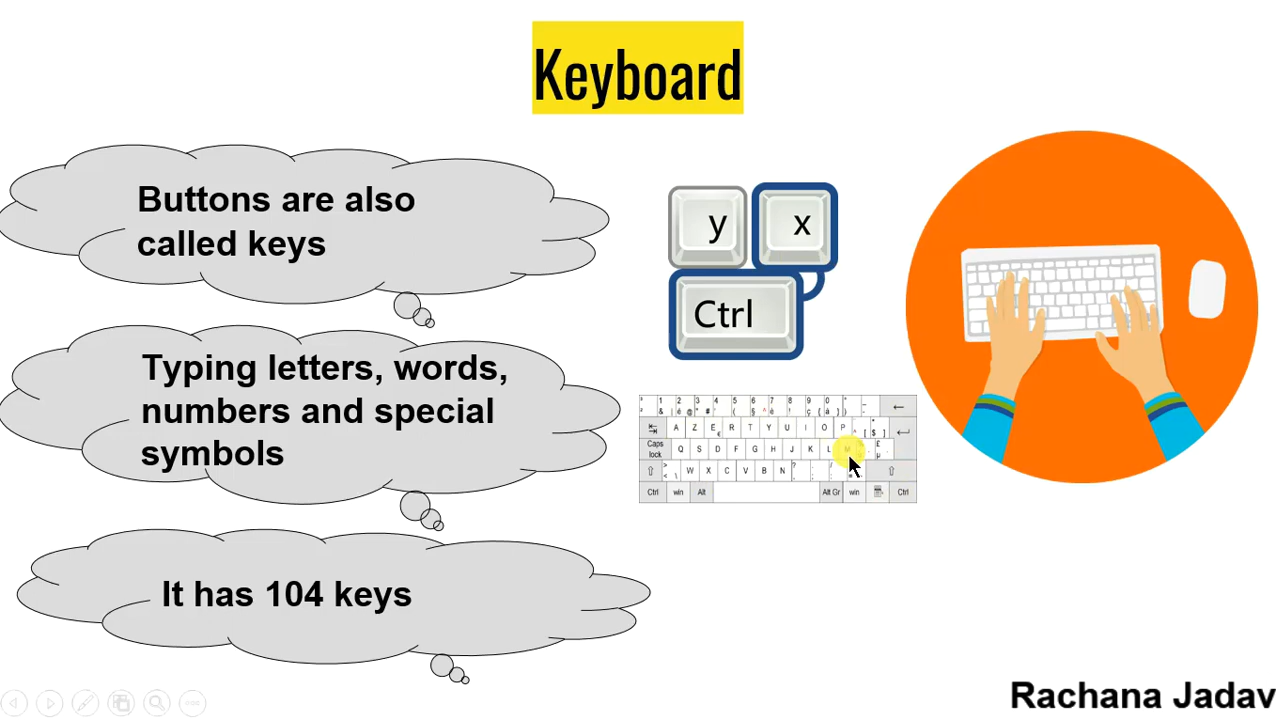 Keyboard
Buttons are also
called keys
Typing letters, words,
numbers and special
symbols
It has 104 keys
y x
Ctrl
A Z E R T Y U I O P
Caps
lock
Q S D F G H J K L M
W X C V B N
Ctrl win Alt Alt Gr win Ctrl
Rachana Jadav